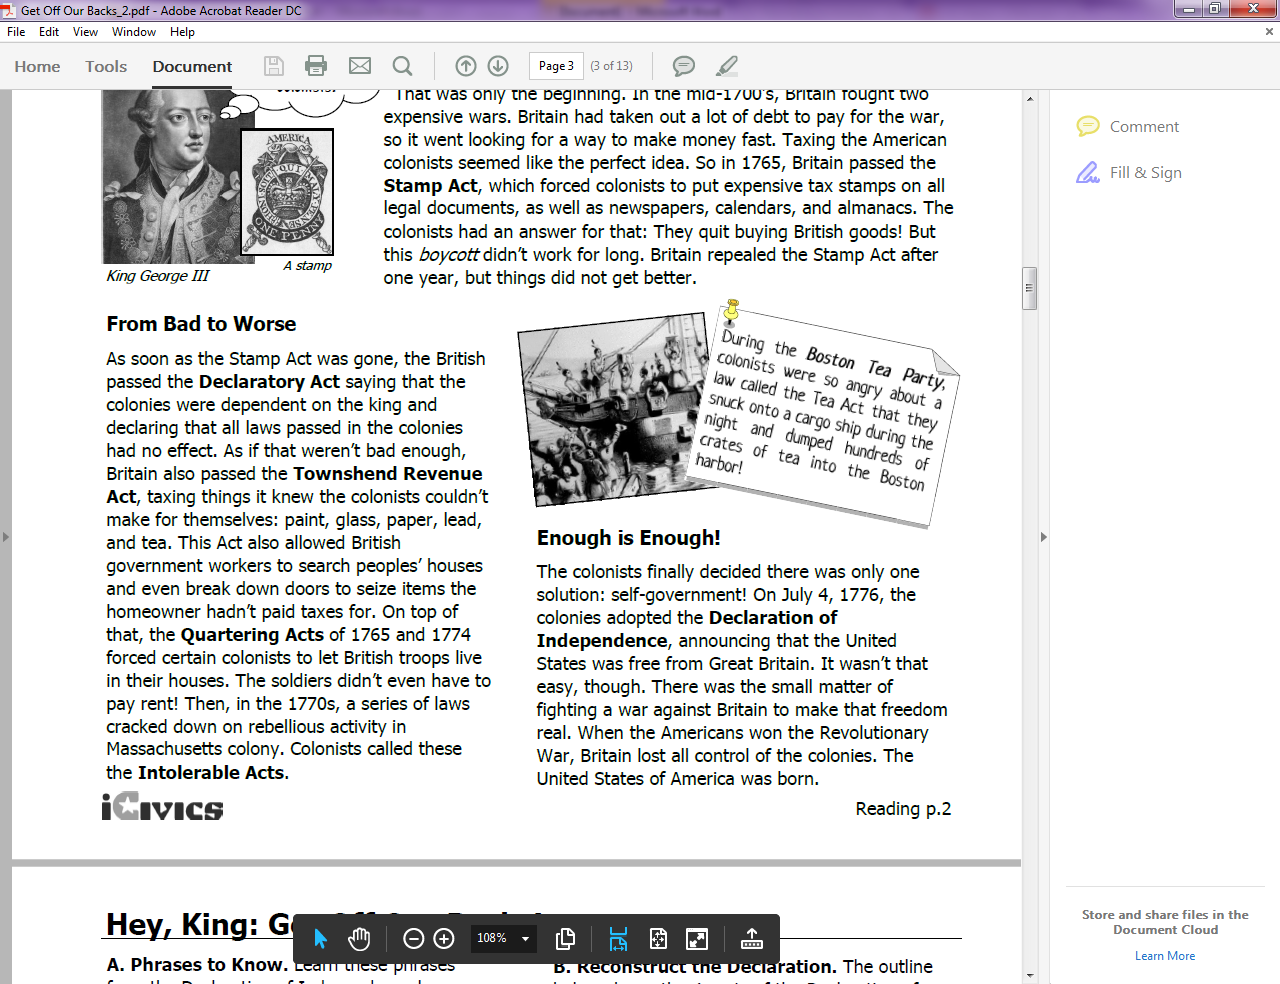 Get Off Our Backs_2.pdf - Adobe Acrobat Reader DC
File Edit View Window Help
Home Tools Document Page 3 (3 of 13)
That was only the beginning. In the mid-1700's, Britain fought two
expensive wars. Britain had taken out a lot of debt to pay for the war,
so it went looking for a way to make money fast. Taxing the American
colonists seemed like the perfect idea. So in 1765, Britain passed the
Stamp Act, which forced colonists to put expensive tax stamps on all
legal documents, as well as newspapers, calendars, and almanacs. The
colonists had an answer for that: They quit buying British goods! But
this boycott didn't work for long. Britain repealed the Stamp Act after
one year, but things did not get better.
AMERICA
ONE PENNY
A stamp
King George III
From Bad to Worse
As soon as the Stamp Act was gone, the British
passed the Declaratory Act saying that the
colonies were dependent on the king and
declaring that all laws passed in the colonies
had no effect. As if that weren't bad enough,
Britain also passed the Townshend Revenue
Act, taxing things it knew the colonists couldn't
make for themselves: paint, glass, paper, lead,
and tea. This Act also allowed British
government workers to search peoples' houses
and even break down doors to seize items the
homeowner hadn't paid taxes for. On top of
that, the Quartering Acts of 1765 and 1774
forced certain colonists to let British troops live
in their houses. The soldiers didn't even have to
pay rent! Then, in the 1770s, a series of laws
cracked down on rebellious activity in
Massachusetts colony. Colonists called these
the Intolerable Acts.
During the Boston Tea Party,
colonists were so angry about a
law called the Tea Act that they
snuck onto a cargo ship during the
night and dumped hundreds of
crates of tea into the Boston
harbor!
Enough is Enough!
The colonists finally decided there was only one
solution: self-government! On July 4, 1776, the
colonies adopted the Declaration of
Independence, announcing that the United
States was free from Great Britain. It wasn't that
easy, though. There was the small matter of
fighting a war against Britain to make that freedom
real. When the Americans won the Revolutionary
War, Britain lost all control of the colonies. The
United States of America was born.
iCivics
Reading p.2
Hey, King:
A. Phrases to Know. Learn these phrases
B. Reconstruct the Declaration. The outline
108%
Comment
Fill & Sign
Store and share files in the
Document Cloud
Learn More